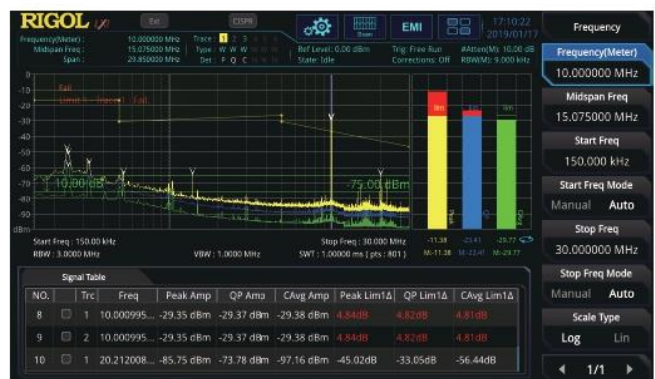 RIGOL
Ext
CISPR
EMI
17:10:22
2019/01/17
Frequency(Meter) : 10.000000 MHz
Midspan Freq : 15.075000 MHz
Span : 29.850000 MHz
Trace : 1 2 3
Type : W W W
Det : P Q C
Ref Level: 0.00 dBm
State: Idle
Trig: Free Run
Corrections: Off
#Atten(M): 10.00 dB
RBW(M): 9.000 kHz
0
-10
-20
-30
-40
-50
-60
-70
-80
-90
dBm
Fail
10.00 dB
-75.00 dBm
Peak
CAvg
-11.38
-23.41
-29.77
M:-11.38
M:-23.41
M:-29.77
Start Freq : 150.00 kHz
Stop Freq : 30.000 MHz
RBW : 3.0000 MHz
VBW : 1.0000 MHz
SWT : 1.00000 ms ( pts : 801 )
Signal Table
NO. Trc Freq Peak Amp QP Amp CAvg Amp Peak Lim1Δ QP Lim1Δ CAvg Lim1Δ
8 1 10.000995... -29.35 dBm -29.37 dBm -29.38 dBm 4.84dB 4.82dB 4.81dB
9 2 10.000995... -29.35 dBm -29.37 dBm -29.38 dBm 4.84dB 4.82dB 4.81dB
10 1 20.212008... -85.75 dBm -73.78 dBm -97.16 dBm -45.02dB -33.05dB -56.44dB
Frequency
Frequency(Meter)
10.000000 MHz
Midspan Freq
15.075000 MHz
Start Freq
150.000 kHz
Start Freq Mode
Manual Auto
Stop Freq
30.000000 MHz
Stop Freq Mode
Manual Auto
Scale Type
Log Lin
1/1